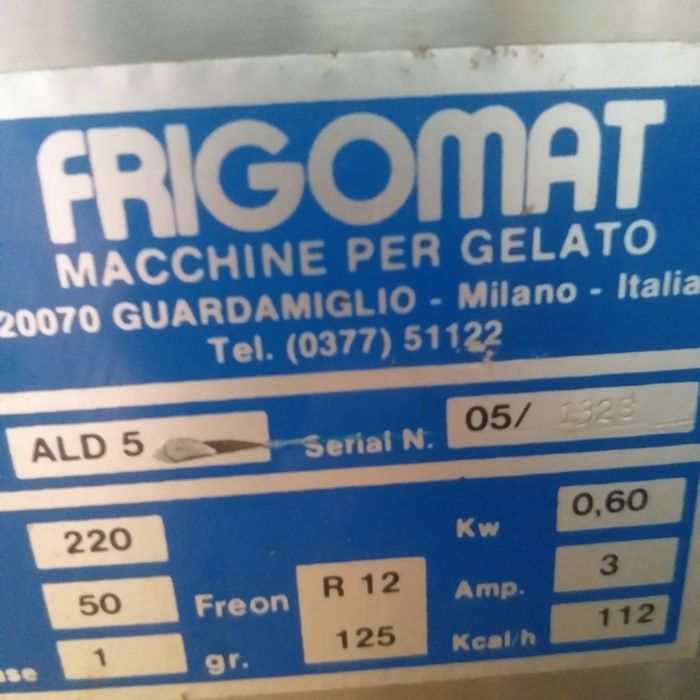 FRIGOMAT
MACCHINE PER GELATO
20070 GUARDAMIGLIO - Milano - Italia
Tel. (0377) 51122
ALD 5 Serial N. 05/ 1323
220 Kw 0,60
50 Freon R 12 Amp. 3
1 gr. 125 Kcal/h 112